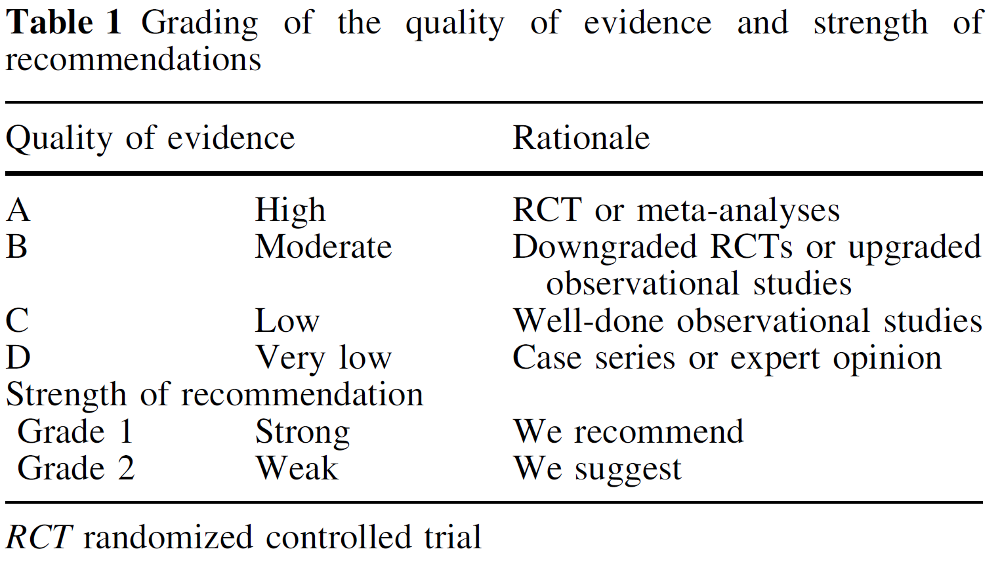 Table 1 Grading of the quality of evidence and strength of
recommendations
Quality of evidence Rationale
A High RCT or meta-analyses
B Moderate Downgraded RCTs or upgraded
observational studies
C Low Well-done observational studies
D Very low Case series or expert opinion
Strength of recommendation
Grade 1 Strong We recommend
Grade 2 Weak We suggest
RCT randomized controlled trial